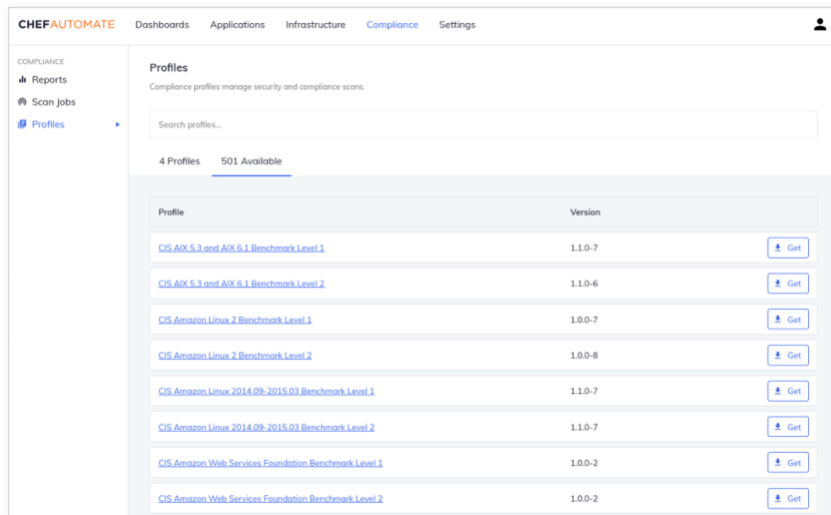 CHEFAUTOMATE Dashboards Applications Infrastructure Compliance Settings
COMPLIANCE
Reports
Scan Jobs
Profiles
Profiles
Compliance profiles manage security and compliance scans.
Search profiles...
4 Profiles 501 Available
Profile Version
CIS AIX 5.3 and AIX 6.1 Benchmark Level 1 1.1.0-7 Get
CIS AIX 5.3 and AIX 6.1 Benchmark Level 2 1.1.0-6 Get
CIS Amazon Linux 2 Benchmark Level 1 1.0.0-7 Get
CIS Amazon Linux 2 Benchmark Level 2 1.0.0-8 Get
CIS Amazon Linux 2014.09-2015.03 Benchmark Level 1 1.1.0-7 Get
CIS Amazon Linux 2014.09-2015.03 Benchmark Level 2 1.1.0-7 Get
CIS Amazon Web Services Foundation Benchmark Level 1 1.0.0-2 Get
CIS Amazon Web Services Foundation Benchmark Level 2 1.0.0-2 Get